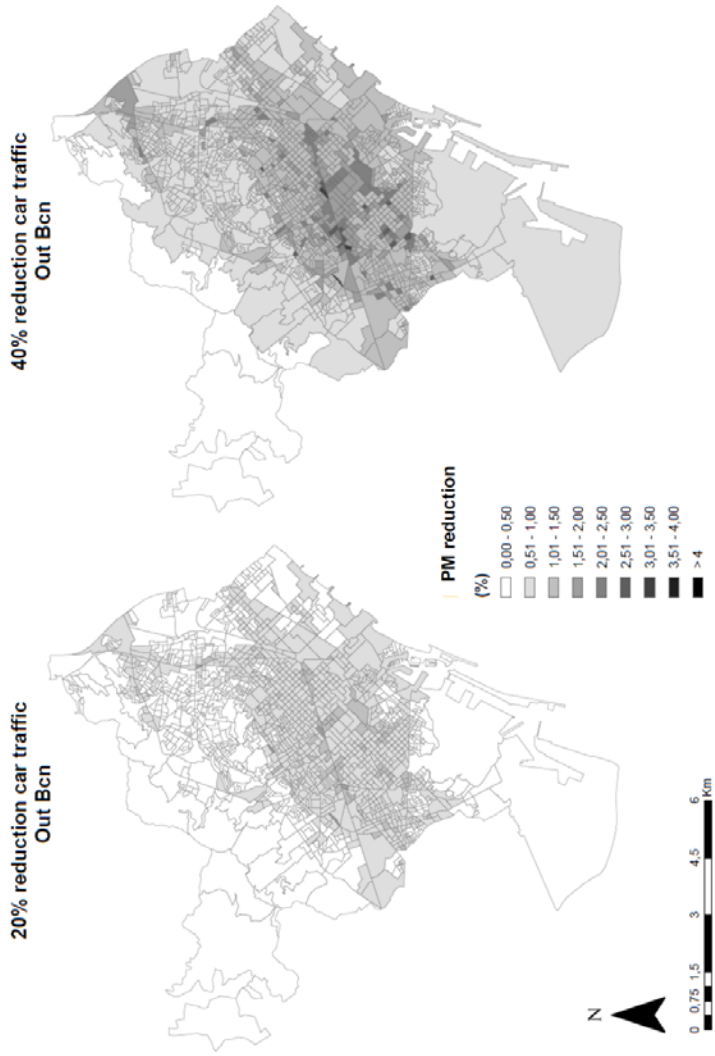 20% reduction car traffic
Out Bcn
40% reduction car traffic
Out Bcn
PM reduction
(%)
0,00 - 0,50
0,51 - 1,00
1,01 - 1,50
1,51 - 2,00
2,01 - 2,50
2,51 - 3,00
3,01 - 3,50
3,51 - 4,00
> 4
N
0 0,75 1,5 3 4,5 6
Km